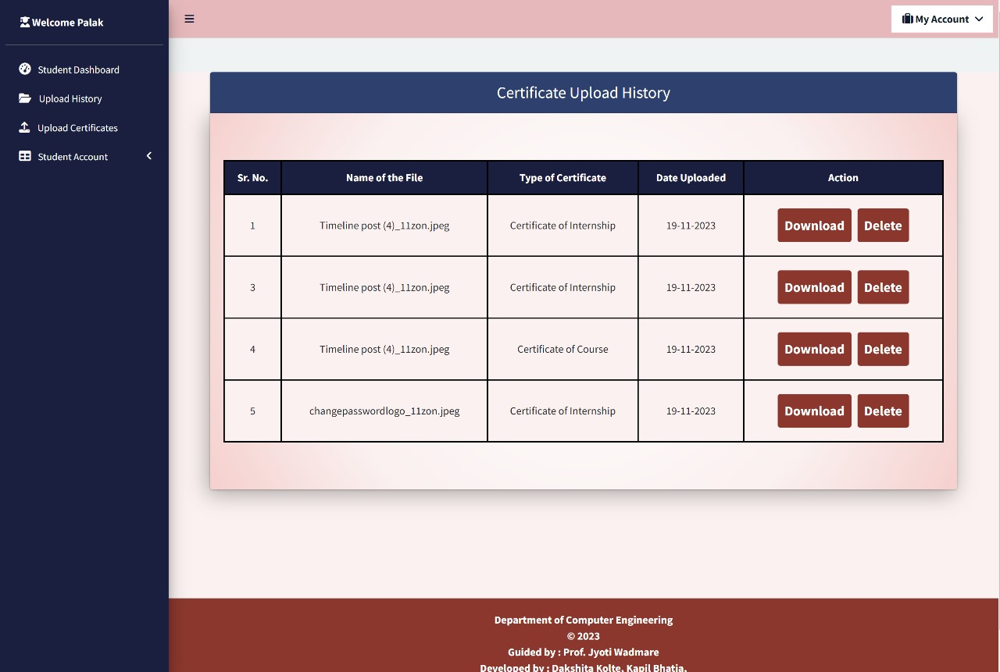 Welcome Palak
My Account
Student Dashboard
Upload History
Upload Certificates
Student Account
Certificate Upload History
Sr. No. Name of the File Type of Certificate Date Uploaded Action
1 Timeline post (4)_11zon.jpeg Certificate of Internship 19-11-2023 Download Delete
3 Timeline post (4)_11zon.jpeg Certificate of Internship 19-11-2023 Download Delete
4 Timeline post (4)_11zon.jpeg Certificate of Course 19-11-2023 Download Delete
5 changepasswordlogo_11zon.jpeg Certificate of Internship 19-11-2023 Download Delete
Department of Computer Engineering
© 2023
Guided by : Prof. Jyoti Wadmare
Developed by : Dakshita Kolte, Kapil Bhatia,